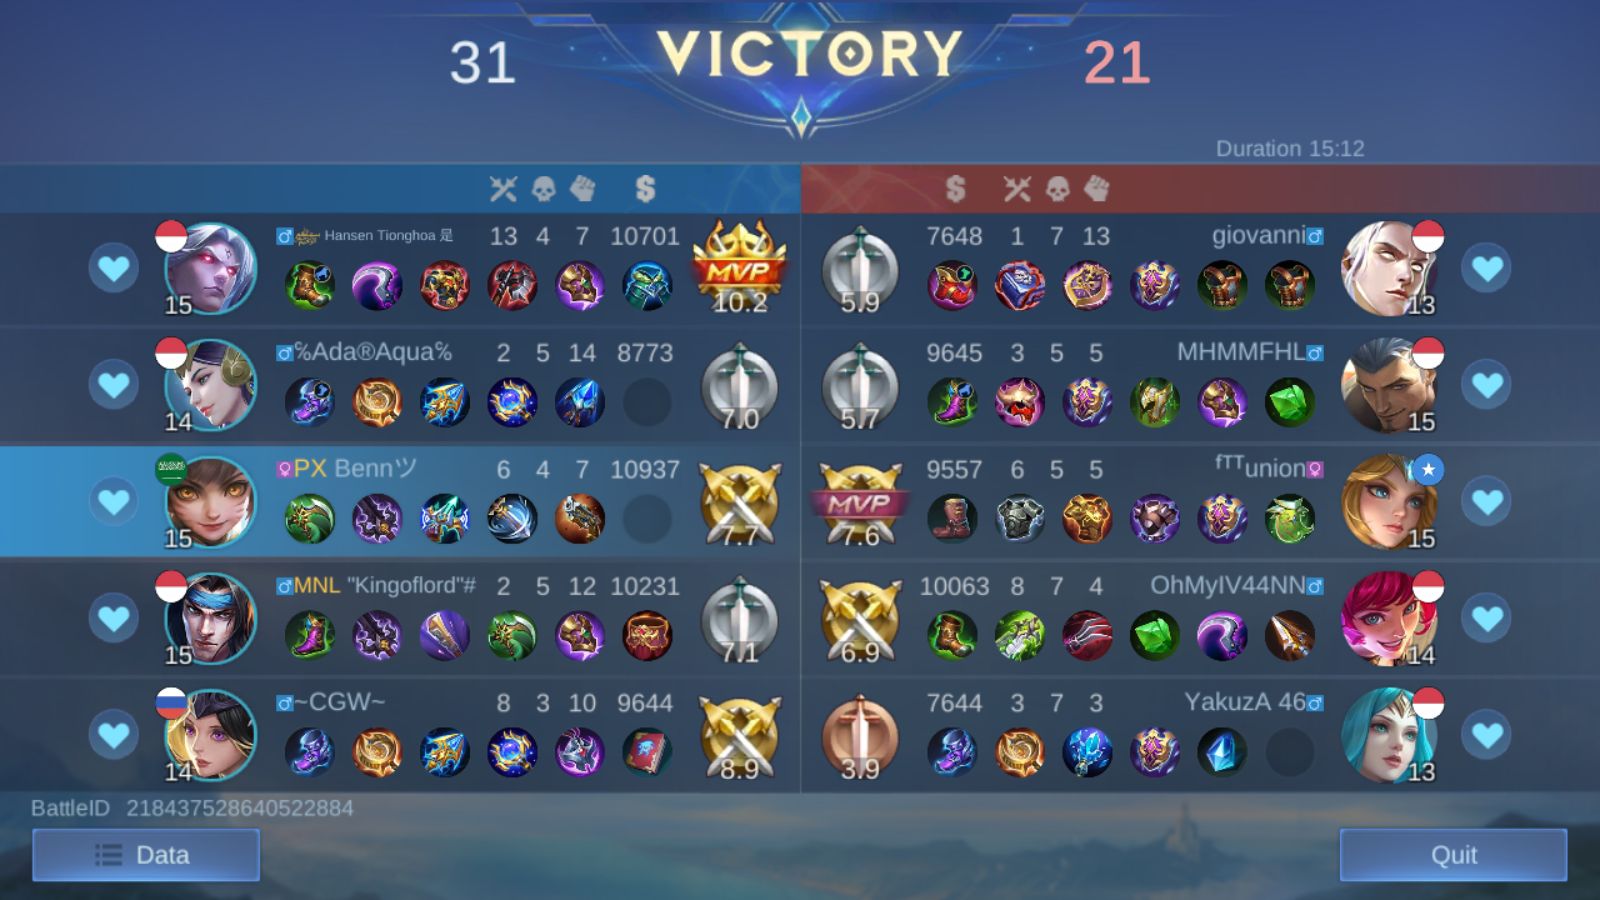 31 VICTORY 21
Duration 15:12
Hansen Tionghoa 是 13 4 7 10701 MVP 10.2 15
5.9 7648 1 7 13 giovanni 13
%Ada®Aqua℅ 2 5 14 8773 7.0 14
5.7 9645 3 5 5 MHMMFHL 15
PX Bennツ 6 4 7 10937 7.7 15
MVP 7.6 9557 6 5 5 fTTunion 15
MNL "Kingoflord"# 2 5 12 10231 7.1 15
6.9 10063 8 7 4 OhMyIV44NN 14
~CGW~ 8 3 10 9644 8.9 14
3.9 7644 3 7 3 YakuzA 46 13
BattleID 218437528640522884
Data
Quit